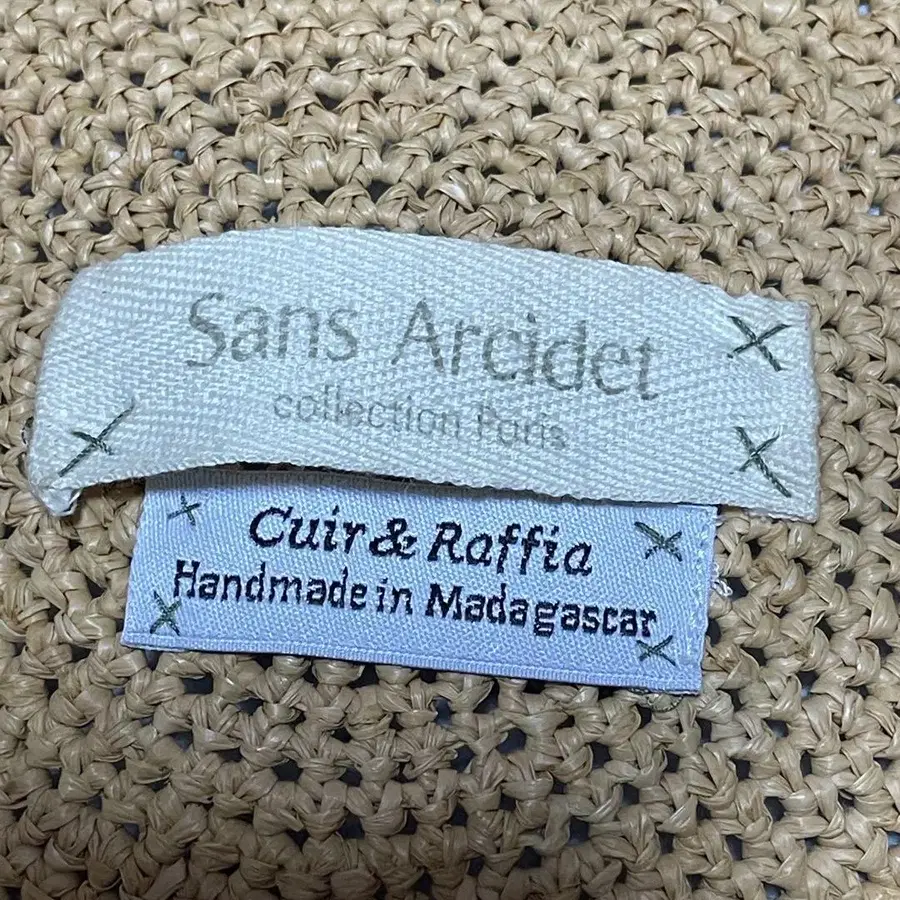 Sans Arcidet
collection Paris
Cuir & Raffia
Handmade in Madagascar